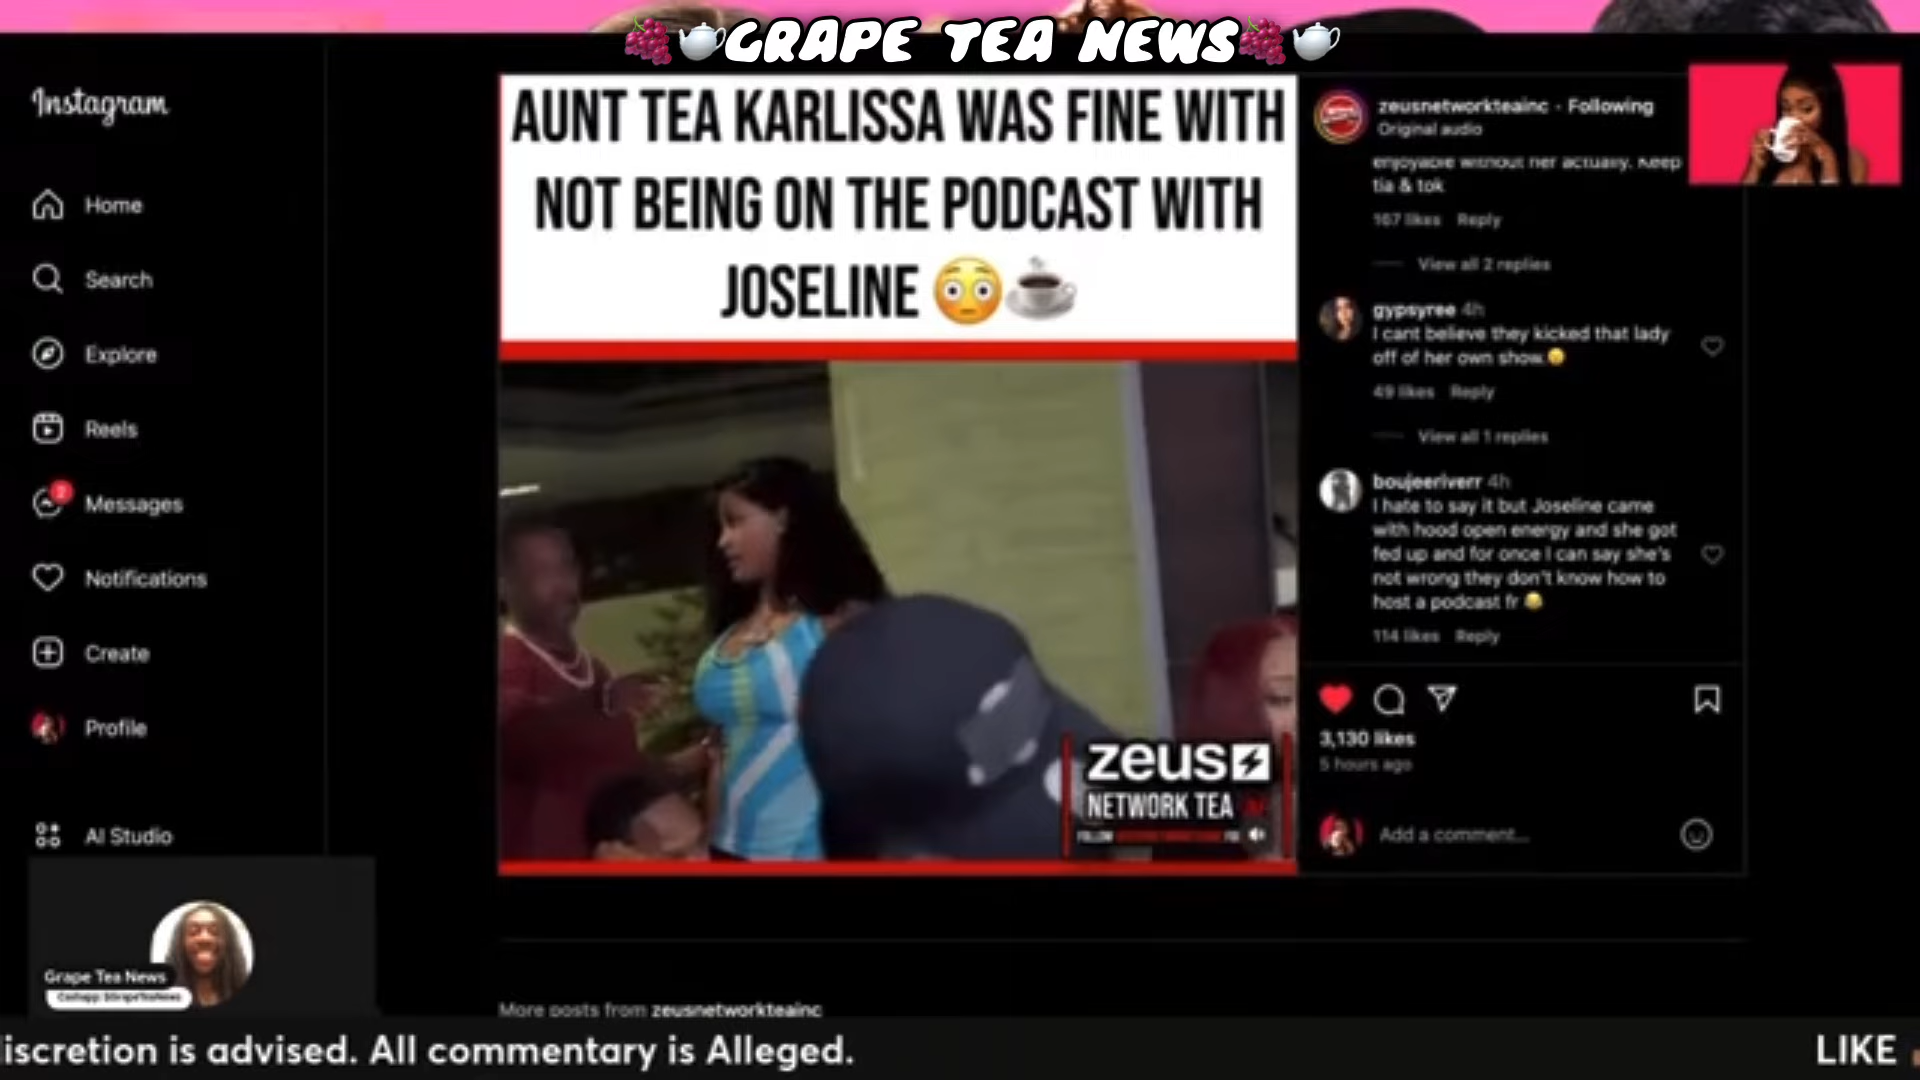 GRAPE TEA NEWS
Instagram
Home
Search
Explore
Reels
2
Messages
Notifications
Create
Profile
AI Studio
AUNT TEA KARLISSA WAS FINE WITH
NOT BEING ON THE PODCAST WITH
JOSELINE
zeus
NETWORK TEA
FOLLOW
zeusnetworkteainc · Following
Original audio
enjoyable without her actually. Keep
tia & tok
167 likes Reply
View all 2 replies
gypsyree 4h
I cant believe they kicked that lady
off of her own show.
49 likes Reply
View all 1 replies
boujeeriverr 4h
I hate to say it but Joseline came
with hood open energy and she got
fed up and for once I can say she's
not wrong they don't know how to
host a podcast fr
114 likes Reply
3,130 likes
5 hours ago
Add a comment...
Grape Tea News
Cashapp: $GrapeTeaNews
More posts from zeusnetworkteainc
iscretion is advised. All commentary is Alleged.
LIKE